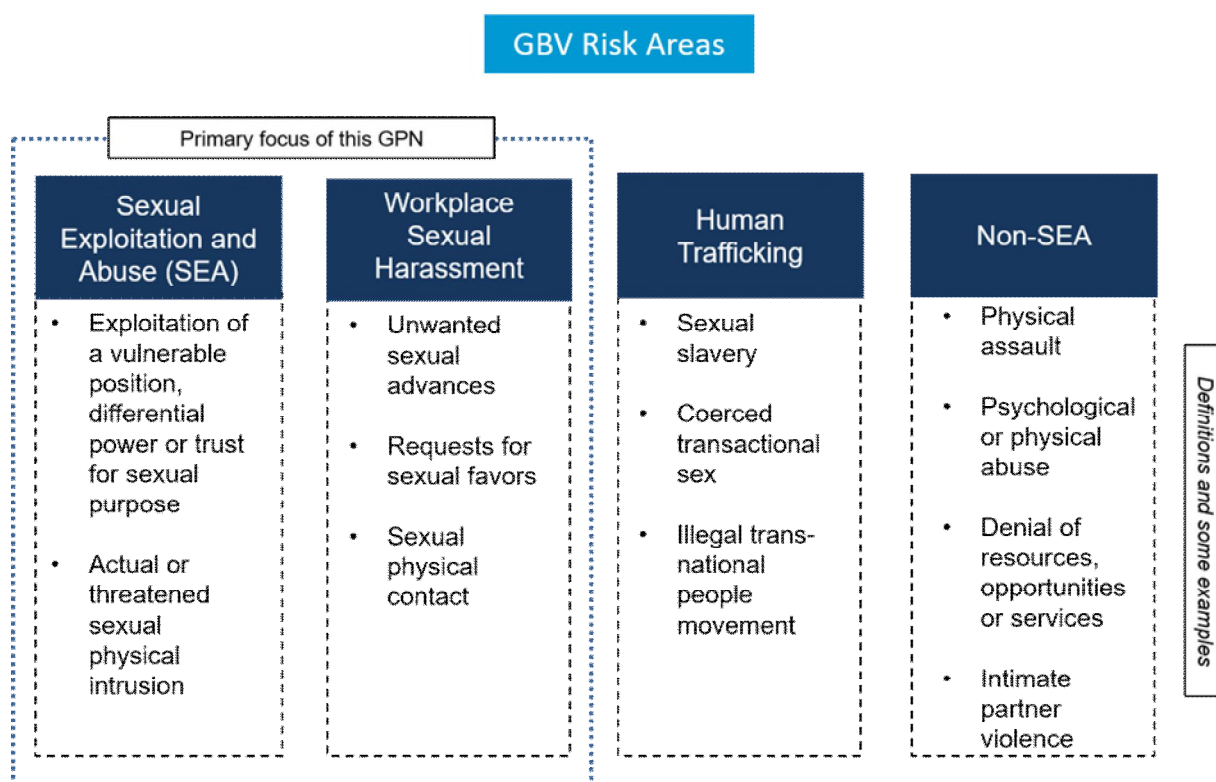 GBV Risk Areas
Primary focus of this GPN
Sexual
Exploitation and
Abuse (SEA)
• Exploitation of
a vulnerable
position,
differential
power or trust
for sexual
purpose
• Actual or
threatened
sexual
physical
intrusion
Workplace
Sexual
Harassment
• Unwanted
sexual
advances
• Requests for
sexual favors
• Sexual
physical
contact
Human
Trafficking
• Sexual
slavery
• Coerced
transactional
sex
• Illegal trans-
national
people
movement
Non-SEA
• Physical
assault
• Psychological
or physical
abuse
• Denial of
resources,
opportunities
or services
• Intimate
partner
violence
Definitions and some examples